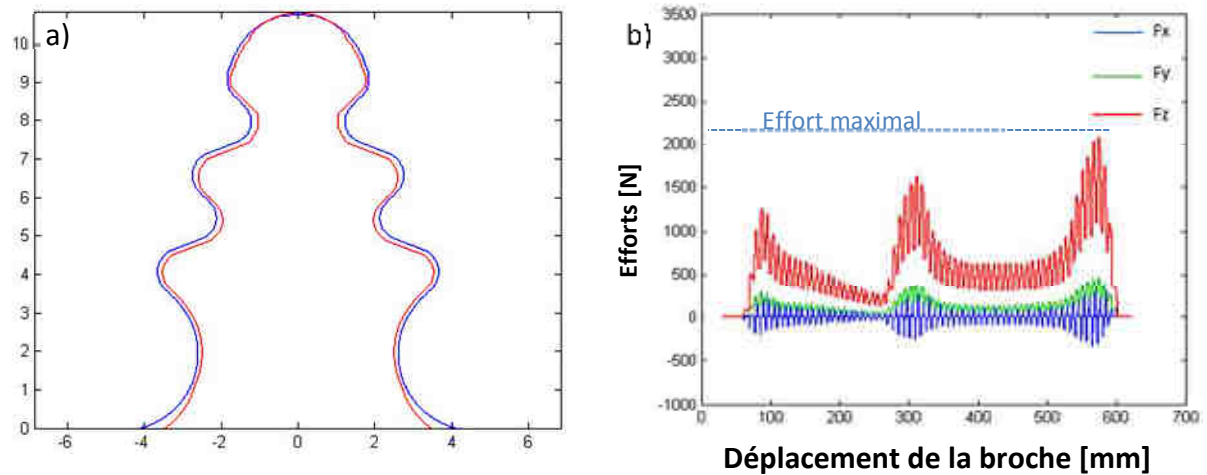 a)
10
9
8
7
6
5
4
3
2
1
0
-6 -4 -2 0 2 4 6
b)
3500
3000
2500
2000
1500
1000
500
0
-500
-1000
0 100 200 300 400 500 600 700
Fx
Fy
Fz
Effort maximal
Efforts [N]
Déplacement de la broche [mm]